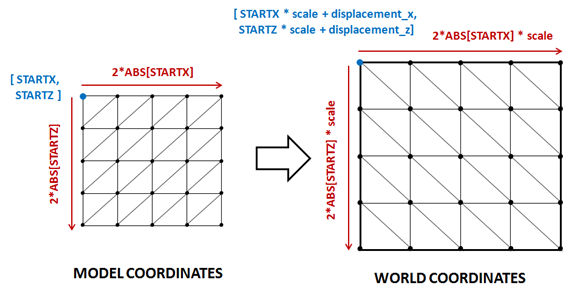 [ STARTX * scale + displacement_x,
STARTZ * scale + displacement_z]
2*ABS[STARTX] * scale
[ STARTX,
STARTZ ]
2*ABS[STARTX]
2*ABS[STARTZ]
2*ABS[STARTZ] * scale
MODEL COORDINATES
WORLD COORDINATES